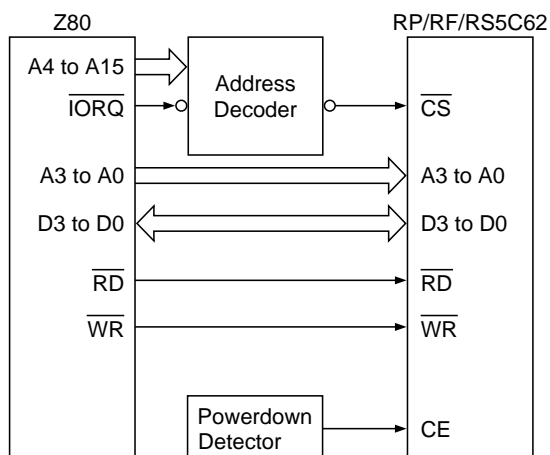 Z80
RP/RF/RS5C62
A4 to A15
Address
Decoder
IORQ
CS
A3 to A0
A3 to A0
D3 to D0
D3 to D0
RD
RD
WR
WR
Powerdown
Detector
CE